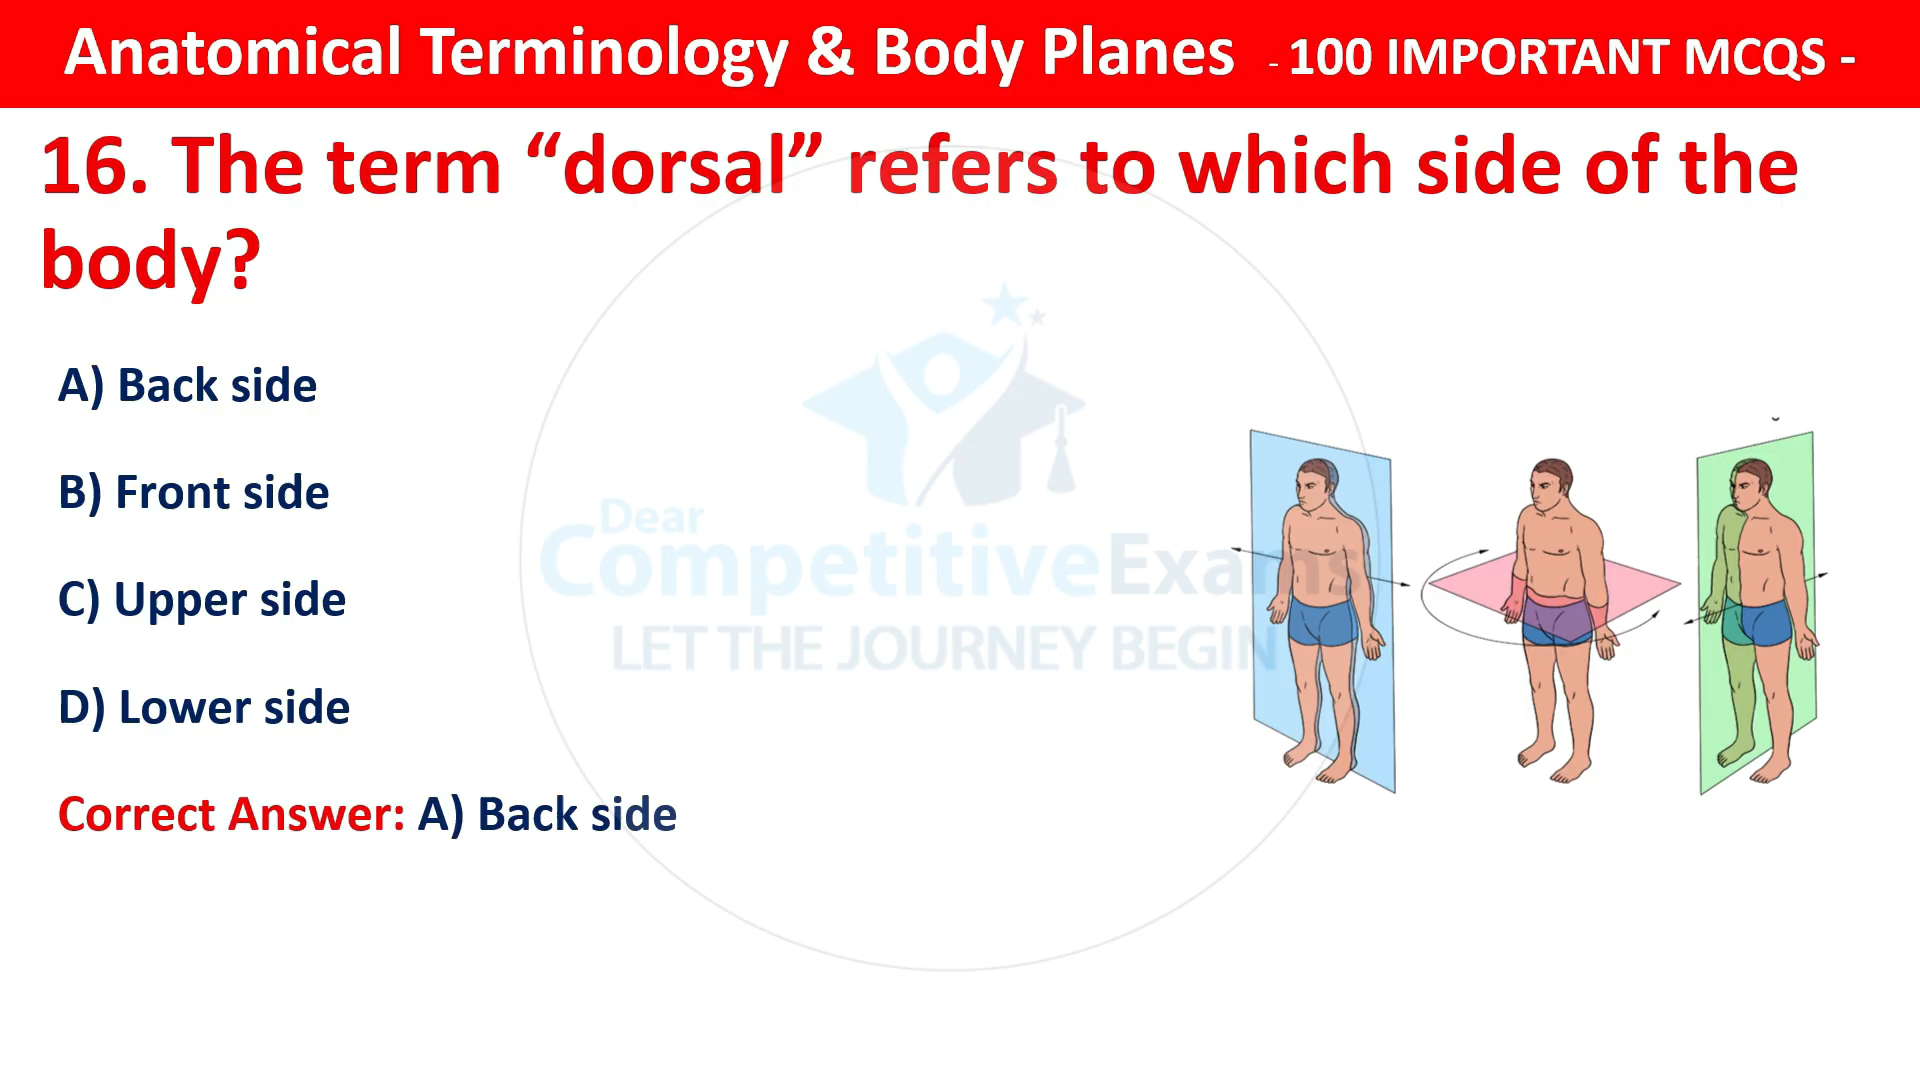 Anatomical Terminology & Body Planes - 100 IMPORTANT MCQS -
16. The term “dorsal” refers to which side of the
body?
A) Back side
B) Front side
C) Upper side
D) Lower side
Correct Answer: A) Back side
Dear
CompetitiveExams
LET THE JOURNEY BEGIN